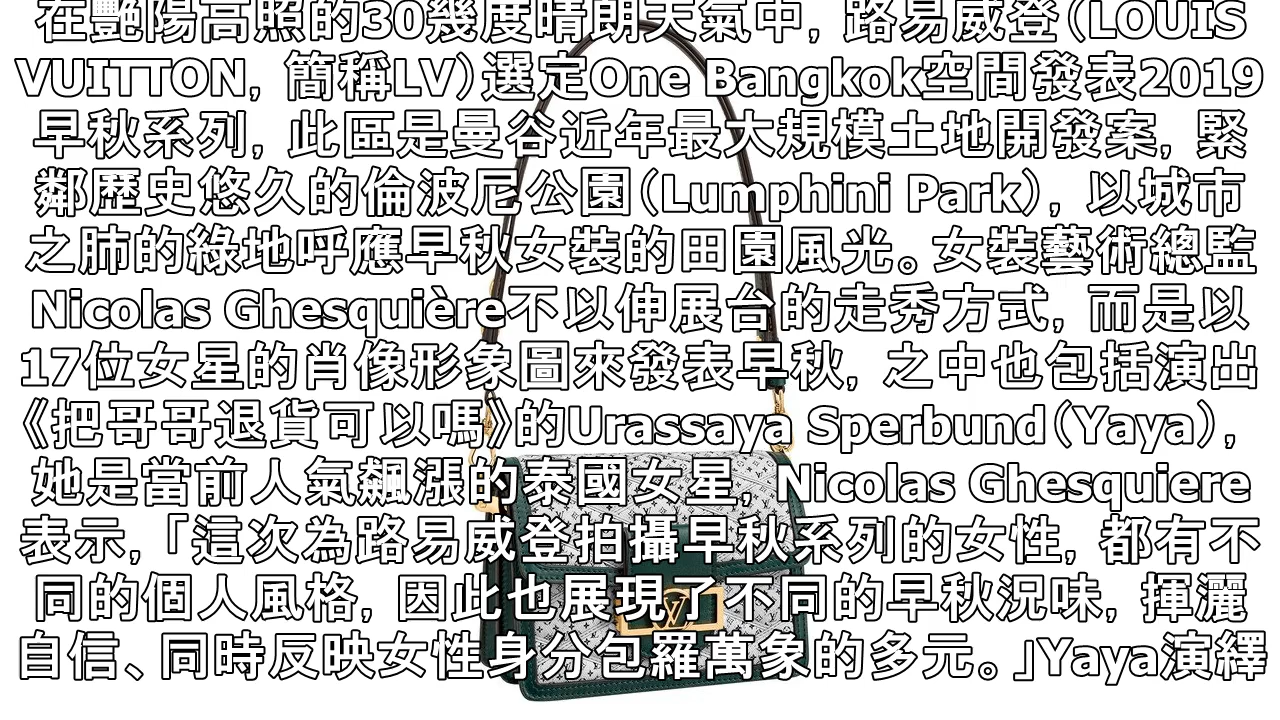 在艷陽高照的30幾度晴朗天氣中，路易威登（LOUIS
VUITTON，簡稱LV）選定One Bangkok空間發表2019
早秋系列，此區是曼谷近年最大規模土地開發案，緊
鄰歷史悠久的倫波尼公園（Lumphini Park），以城市
之肺的綠地呼應早秋女裝的田園風光。女裝藝術總監
Nicolas Ghesquière不以伸展台的走秀方式，而是以
17位女星的肖像形象圖來發表早秋，之中也包括演出
《把哥哥退貨可以嗎》的Urassaya Sperbund（Yaya），
她是當前人氣飆漲的泰國女星，Nicolas Ghesquiere
表示，「這次為路易威登拍攝早秋系列的女性，都有不
同的個人風格，因此也展現了不同的早秋況味，揮灑
自信、同時反映女性身分包羅萬象的多元。」Yaya演繹